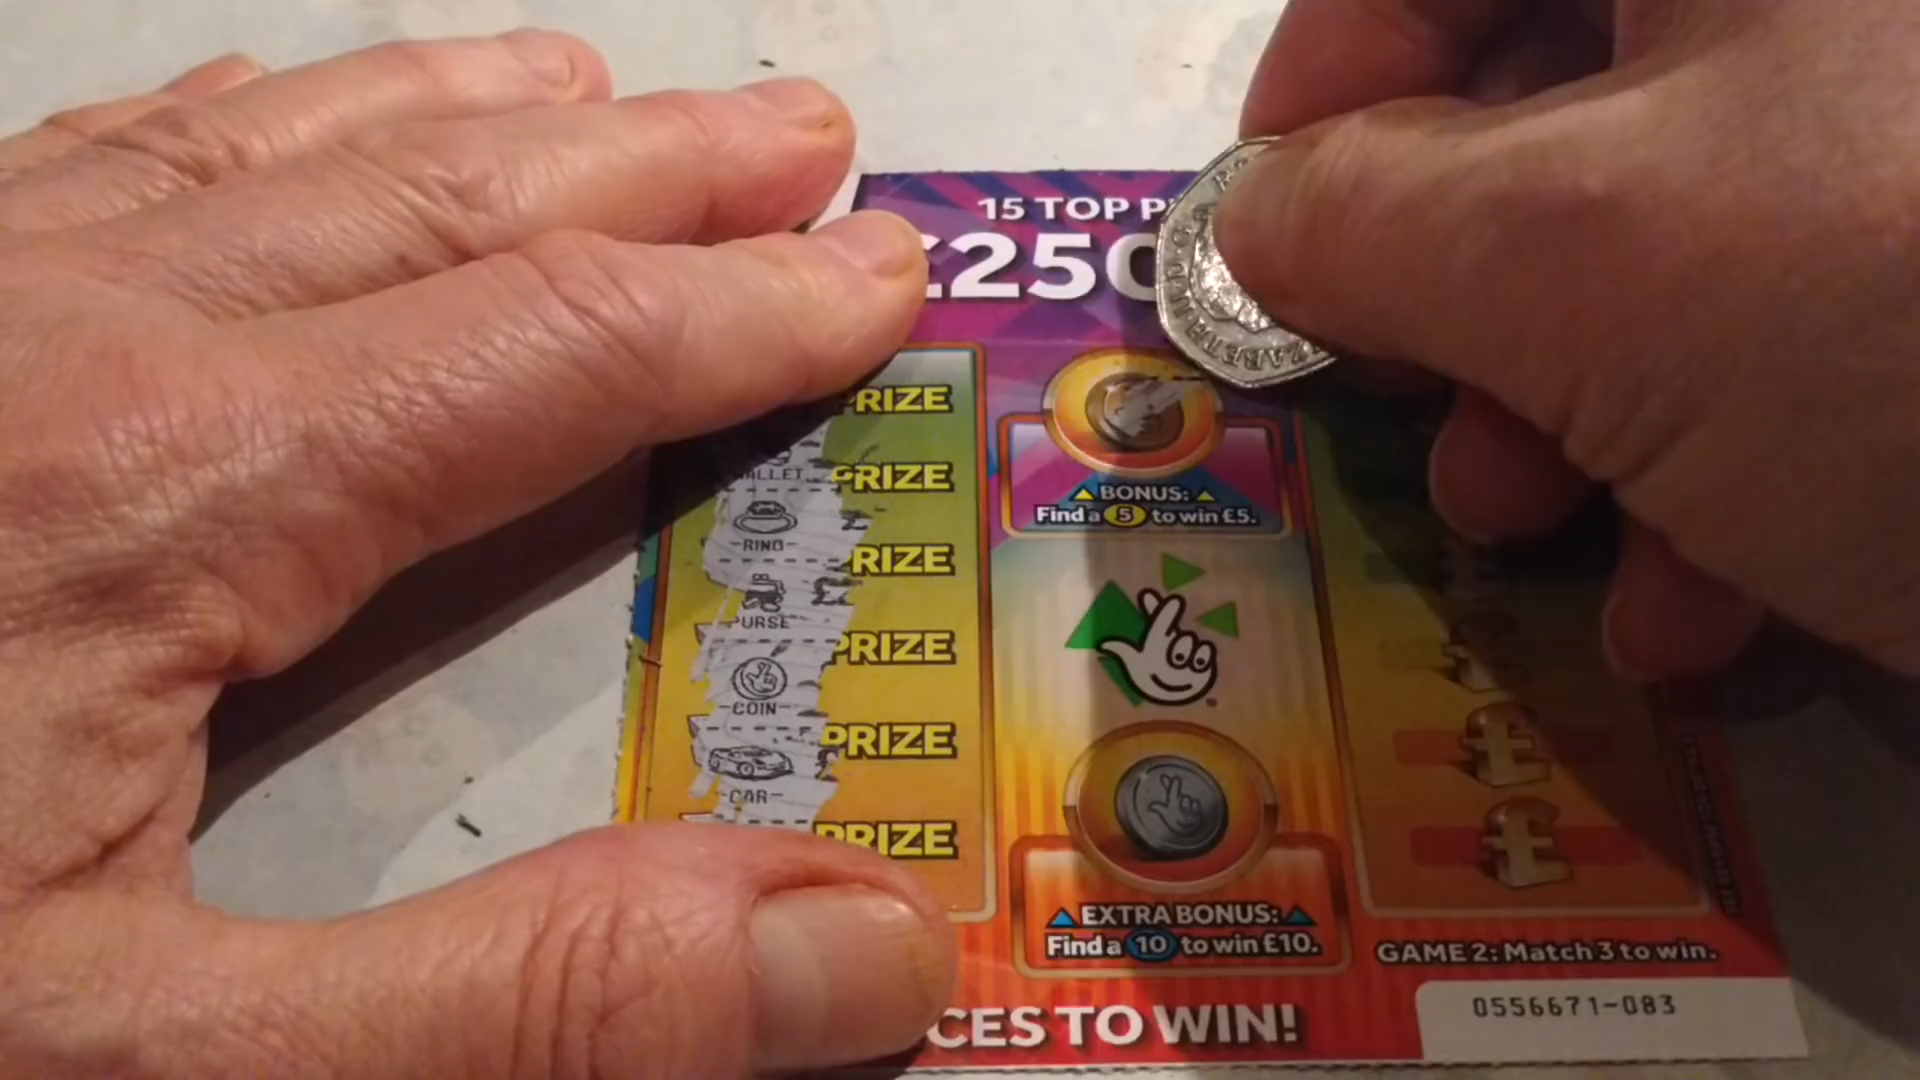 15 TOP
£250
PRIZE
WALLET
PRIZE
RING
PRIZE
PURSE
PRIZE
COIN
PRIZE
CAR
PRIZE
BONUS:
Find a 5 to win £5.
EXTRA BONUS:
Find a 10 to win £10.
GAME 2: Match 3 to win.
0556671-083
CES TO WIN!